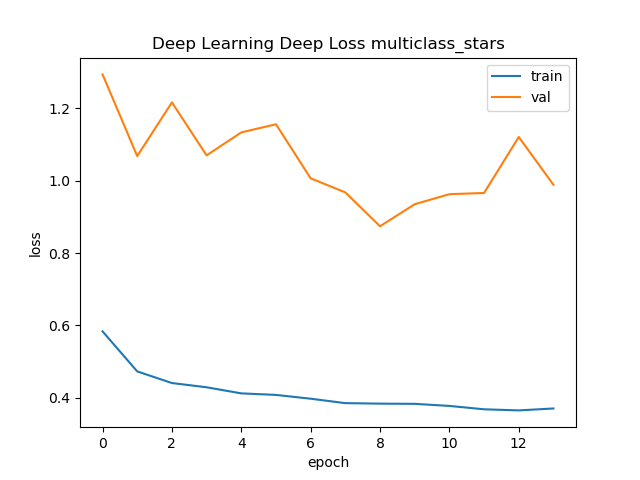 Deep Learning Deep Loss multiclass_stars
train
val
1.2
1.0
0.8
0.6
0.4
loss
0 2 4 6 8 10 12
epoch